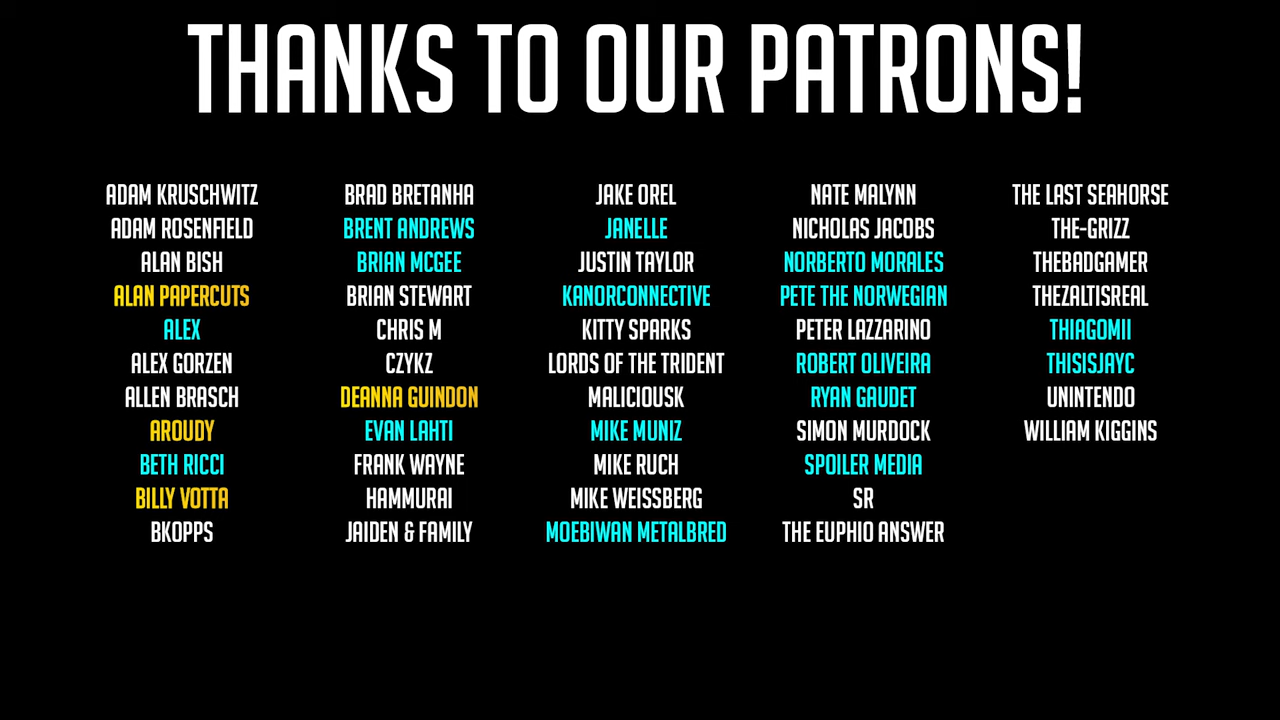 THANKS TO OUR PATRONS!
ADAM KRUSCHWITZ
ADAM ROSENFIELD
ALAN BISH
ALAN PAPERCUTS
ALEX
ALEX GORZEN
ALLEN BRASCH
AROUDY
BETH RICCI
BILLY VOTTA
BKOPPS
BRAD BRETANHA
BRENT ANDREWS
BRIAN MCGEE
BRIAN STEWART
CHRIS M
CZYKZ
DEANNA GUINDON
EVAN LAHTI
FRANK WAYNE
HAMMURAI
JAIDEN & FAMILY
JAKE OREL
JANELLE
JUSTIN TAYLOR
KANORCONNECTIVE
KITTY SPARKS
LORDS OF THE TRIDENT
MALICIOUSK
MIKE MUNIZ
MIKE RUCH
MIKE WEISSBERG
MOEBIWAN METALBRED
NATE MALYNN
NICHOLAS JACOBS
NORBERTO MORALES
PETE THE NORWEGIAN
PETER LAZZARINO
ROBERT OLIVEIRA
RYAN GAUDET
SIMON MURDOCK
SPOILER MEDIA
SR
THE EUPHIO ANSWER
THE LAST SEAHORSE
THE-GRIZZ
THEBADGAMER
THEZALTISREAL
THIAGOMII
THISISJAYC
UNINTENDO
WILLIAM KIGGINS